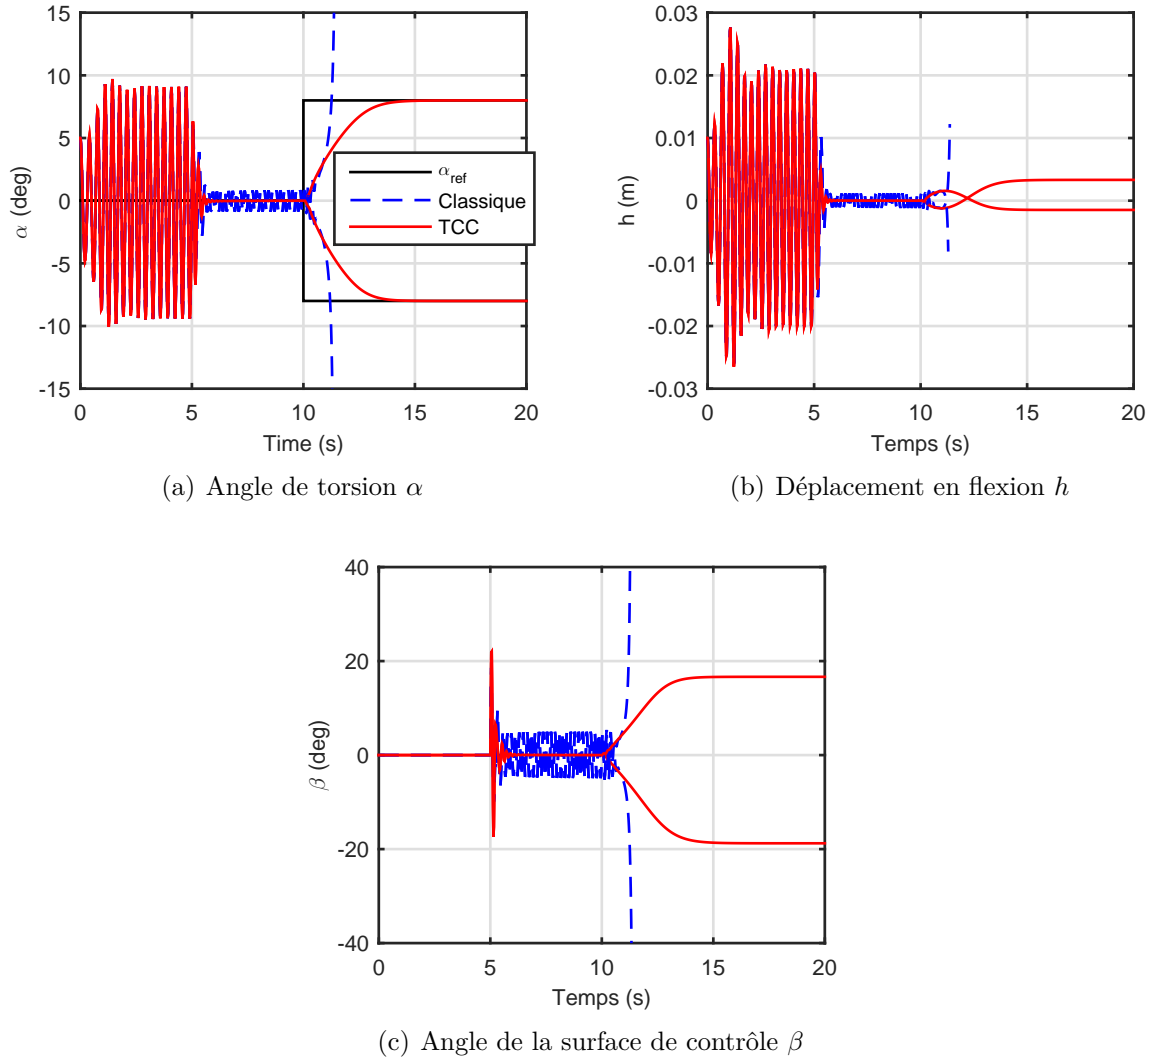 15
10
5
0
-5
-10
-15
α (deg)
0 5 10 15 20
Time (s)
α_ref
Classique
TCC
(a) Angle de torsion α
0.03
0.02
0.01
0
-0.01
-0.02
-0.03
h (m)
0 5 10 15 20
Temps (s)
(b) Déplacement en flexion h
40
20
0
-20
-40
β (deg)
0 5 10 15 20
Temps (s)
(c) Angle de la surface de contrôle β